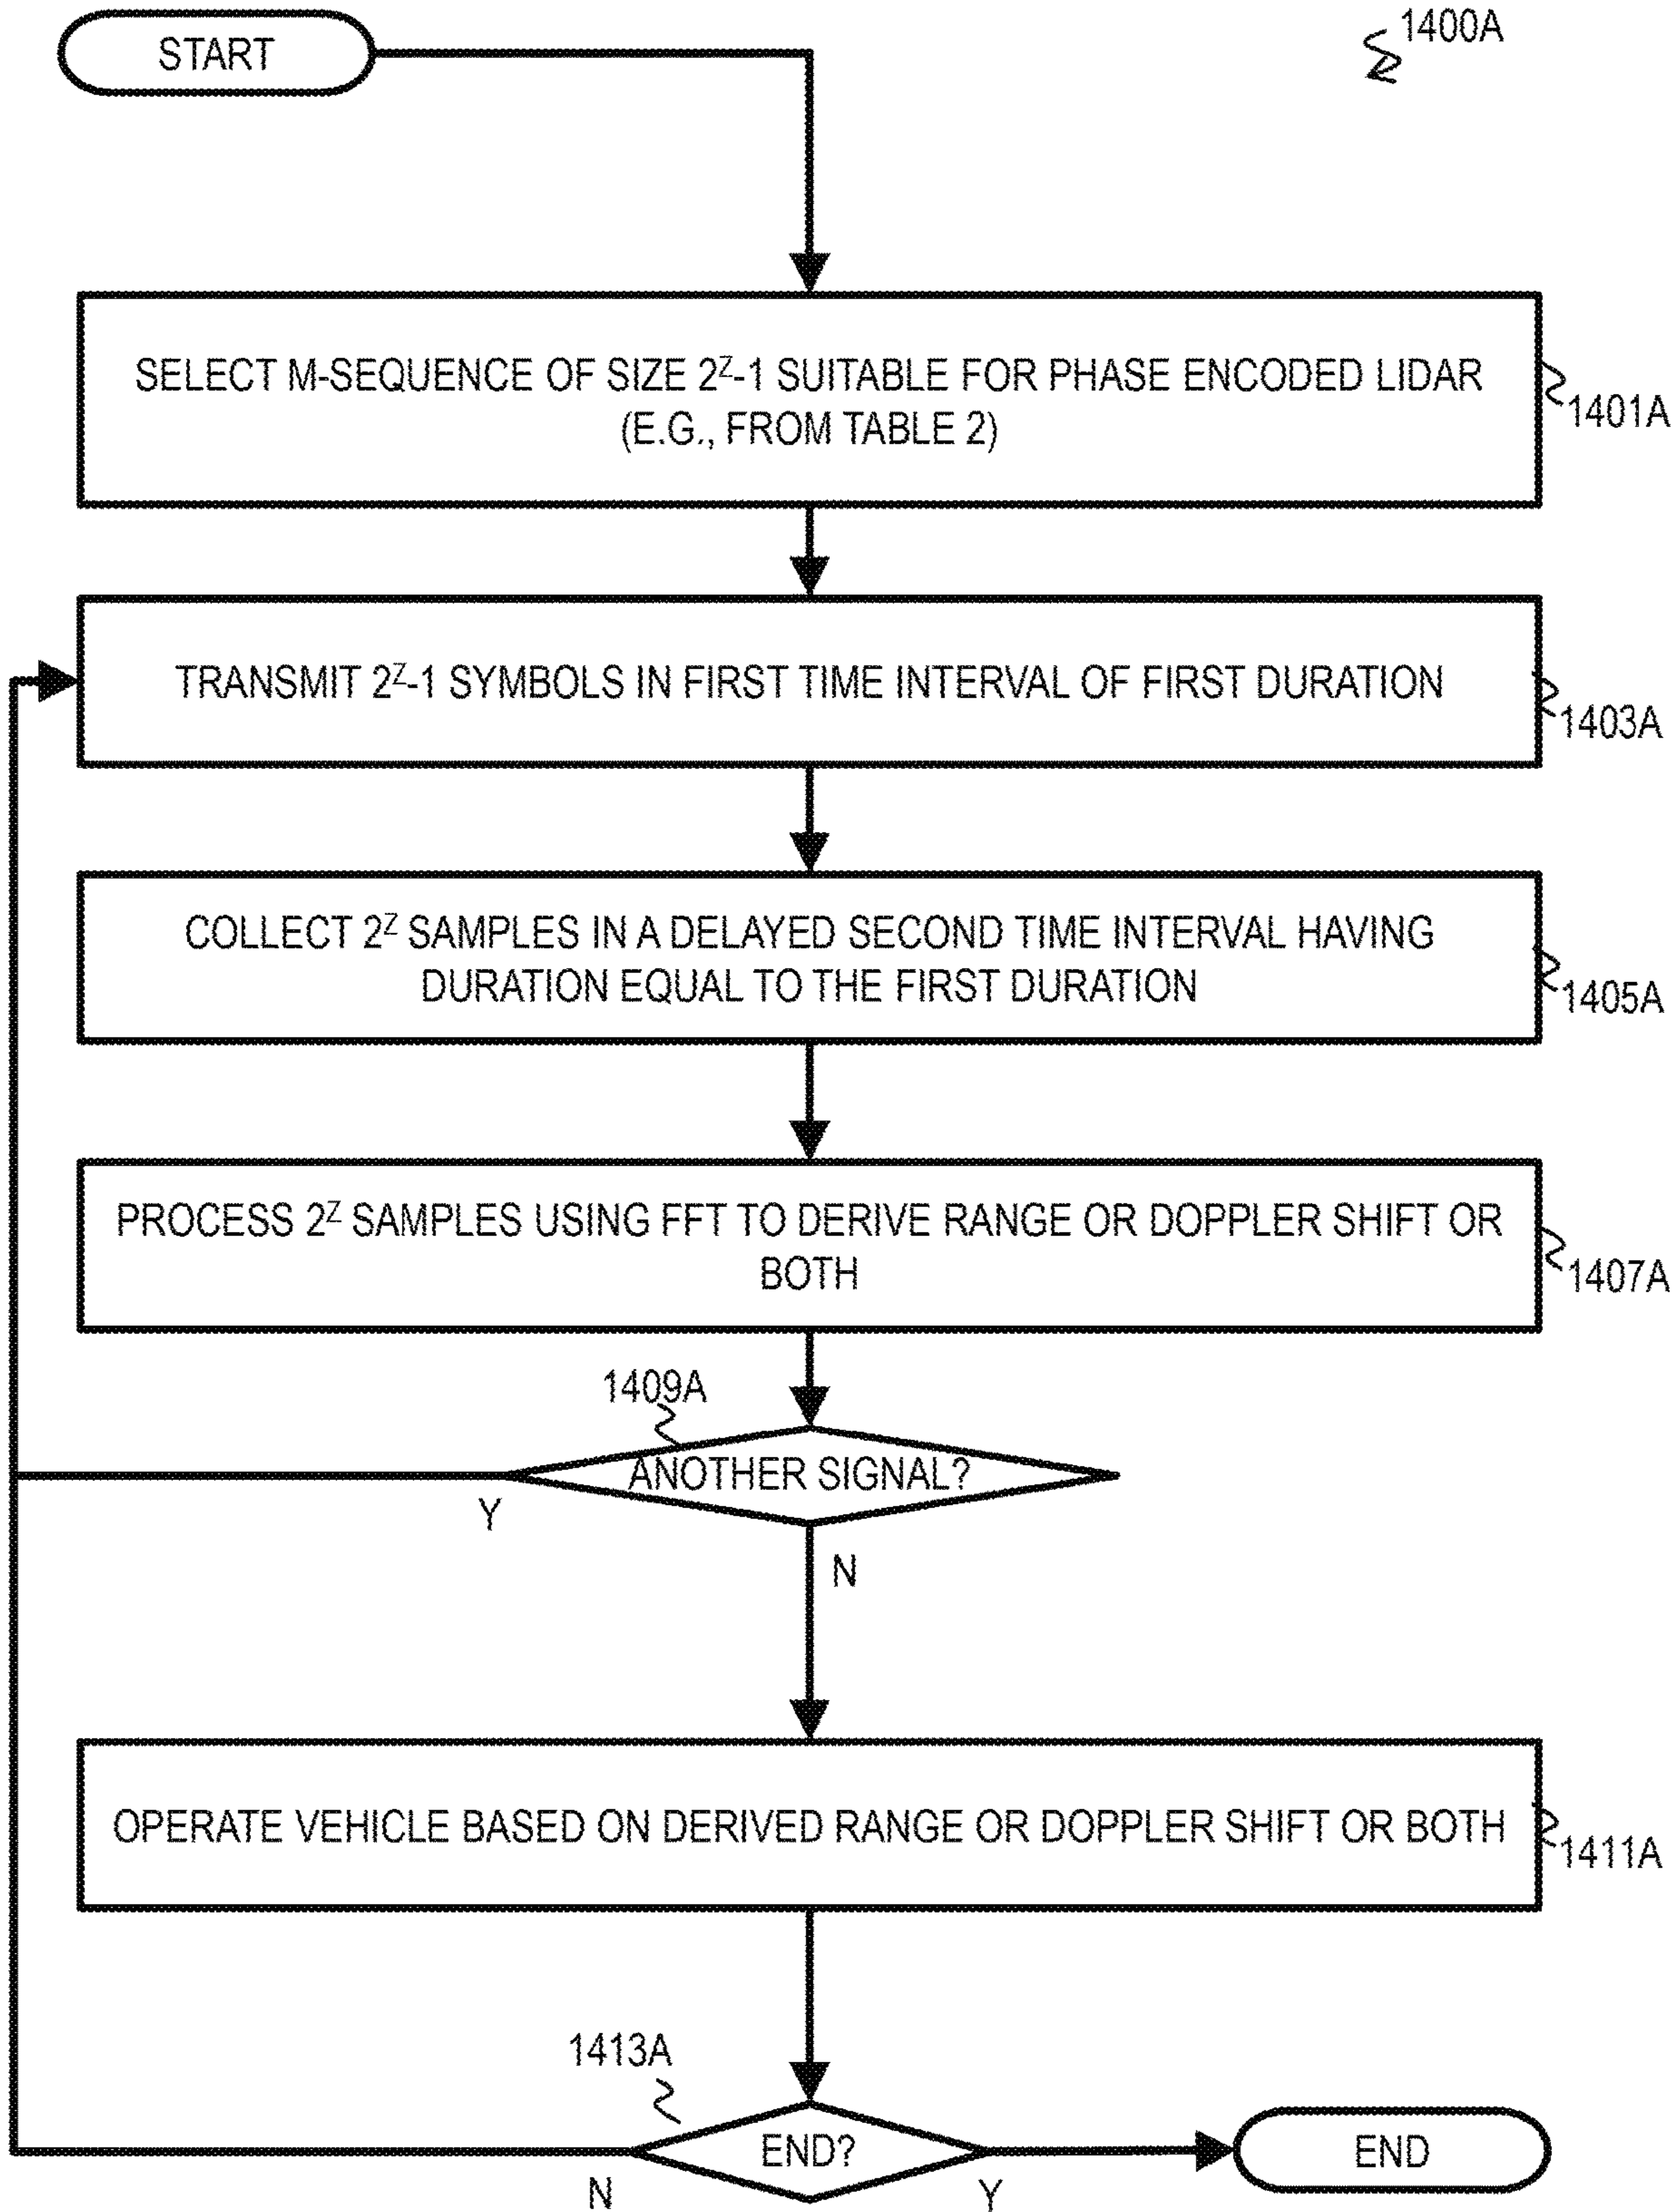 START
1400A
SELECT M-SEQUENCE OF SIZE 2ᶻ-1 SUITABLE FOR PHASE ENCODED LIDAR
(E.G., FROM TABLE 2)
1401A
TRANSMIT 2ᶻ-1 SYMBOLS IN FIRST TIME INTERVAL OF FIRST DURATION
1403A
COLLECT 2ᶻ SAMPLES IN A DELAYED SECOND TIME INTERVAL HAVING
DURATION EQUAL TO THE FIRST DURATION
1405A
PROCESS 2ᶻ SAMPLES USING FFT TO DERIVE RANGE OR DOPPLER SHIFT OR
BOTH
1407A
1409A
ANOTHER SIGNAL?
Y
N
OPERATE VEHICLE BASED ON DERIVED RANGE OR DOPPLER SHIFT OR BOTH
1411A
1413A
END?
END
N
Y